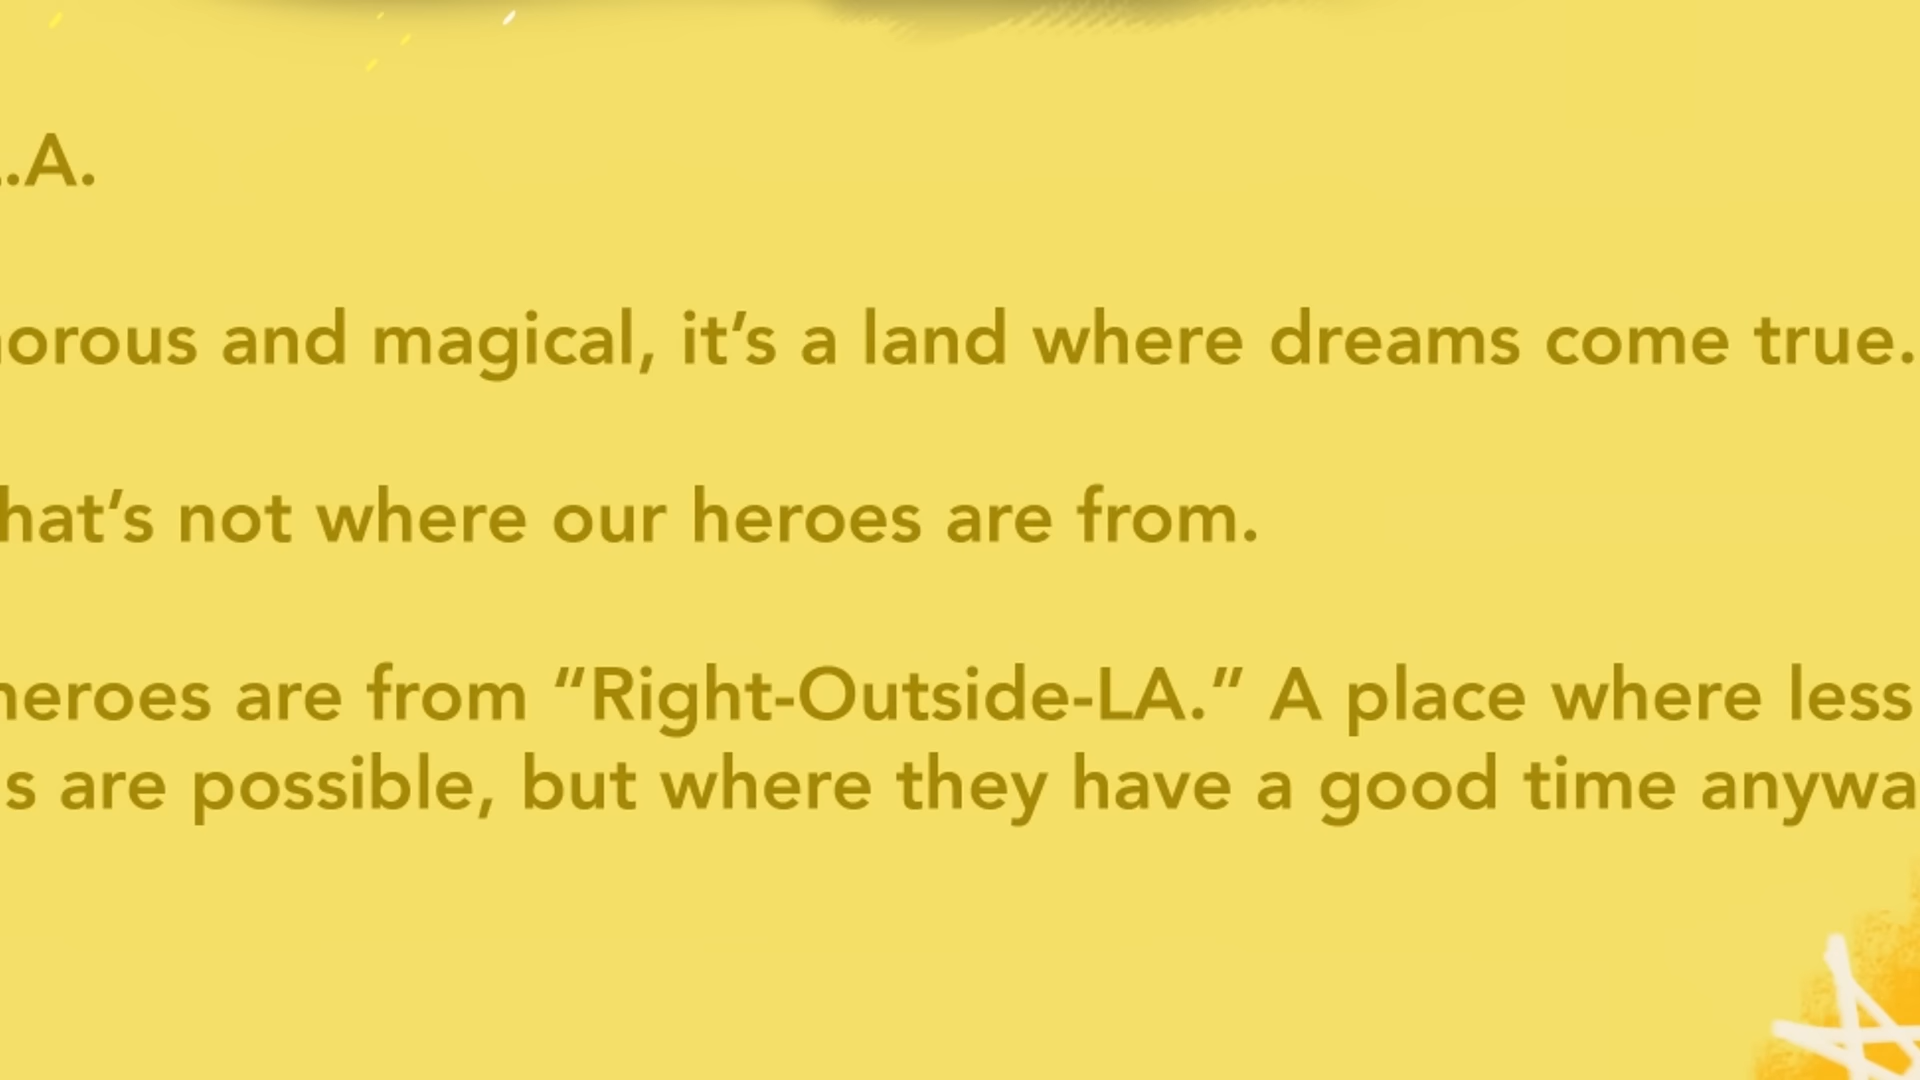 .A.
orous and magical, it’s a land where dreams come true.
hat’s not where our heroes are from.
heroes are from “Right-Outside-LA.” A place where less
s are possible, but where they have a good time anywa